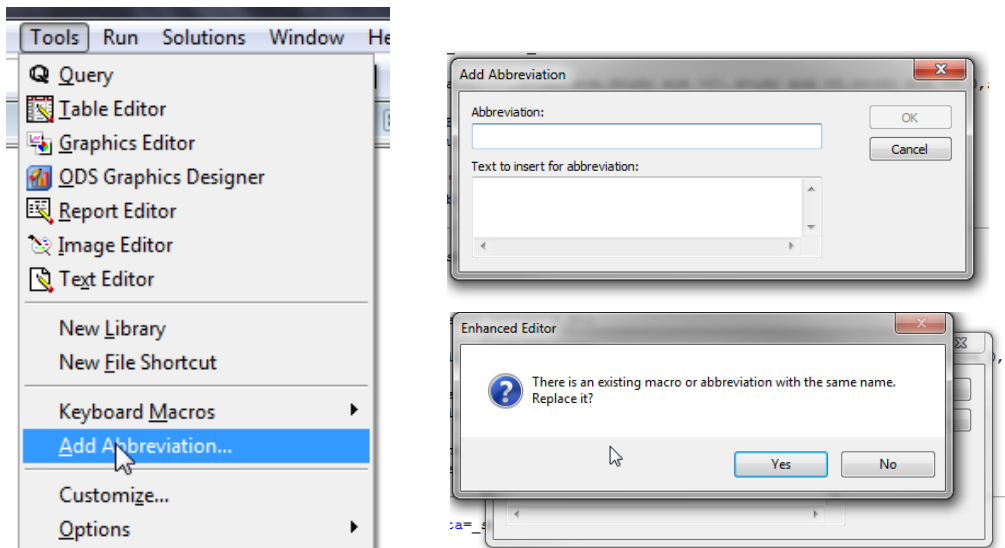 Tools Run Solutions Window He
Query
Table Editor
Graphics Editor
ODS Graphics Designer
Report Editor
Image Editor
Text Editor
New Library
New File Shortcut
Keyboard Macros
Add Abbreviation...
Customize...
Options
Add Abbreviation
Abbreviation:
OK
Cancel
Text to insert for abbreviation:
Enhanced Editor
There is an existing macro or abbreviation with the same name.
Replace it?
Yes No
:a=_s